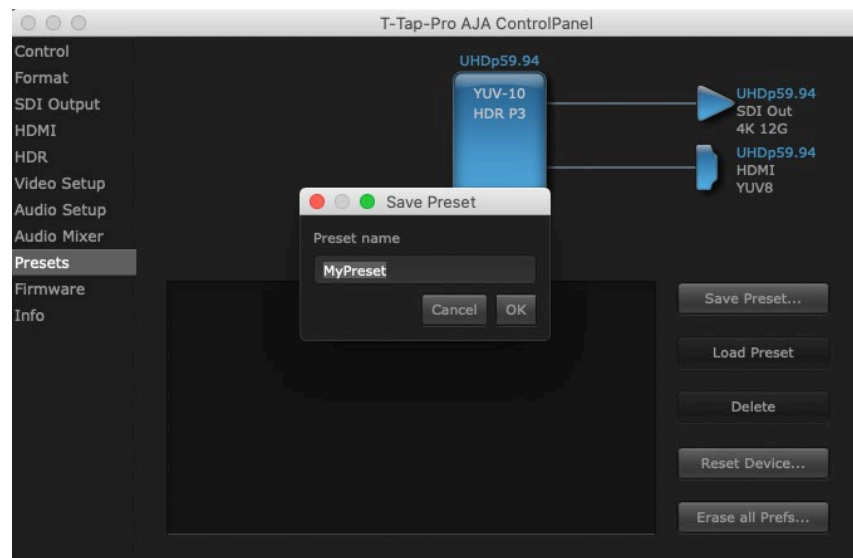 T-Tap-Pro AJA ControlPanel
Control
Format
SDI Output
HDMI
HDR
Video Setup
Audio Setup
Audio Mixer
Presets
Firmware
Info
UHDp59.94
YUV-10
HDR P3
UHDp59.94
SDI Out
4K 12G
UHDp59.94
HDMI
YUV8
Save Preset
Preset name
MyPreset
Cancel
OK
Save Preset...
Load Preset
Delete
Reset Device...
Erase all Prefs...